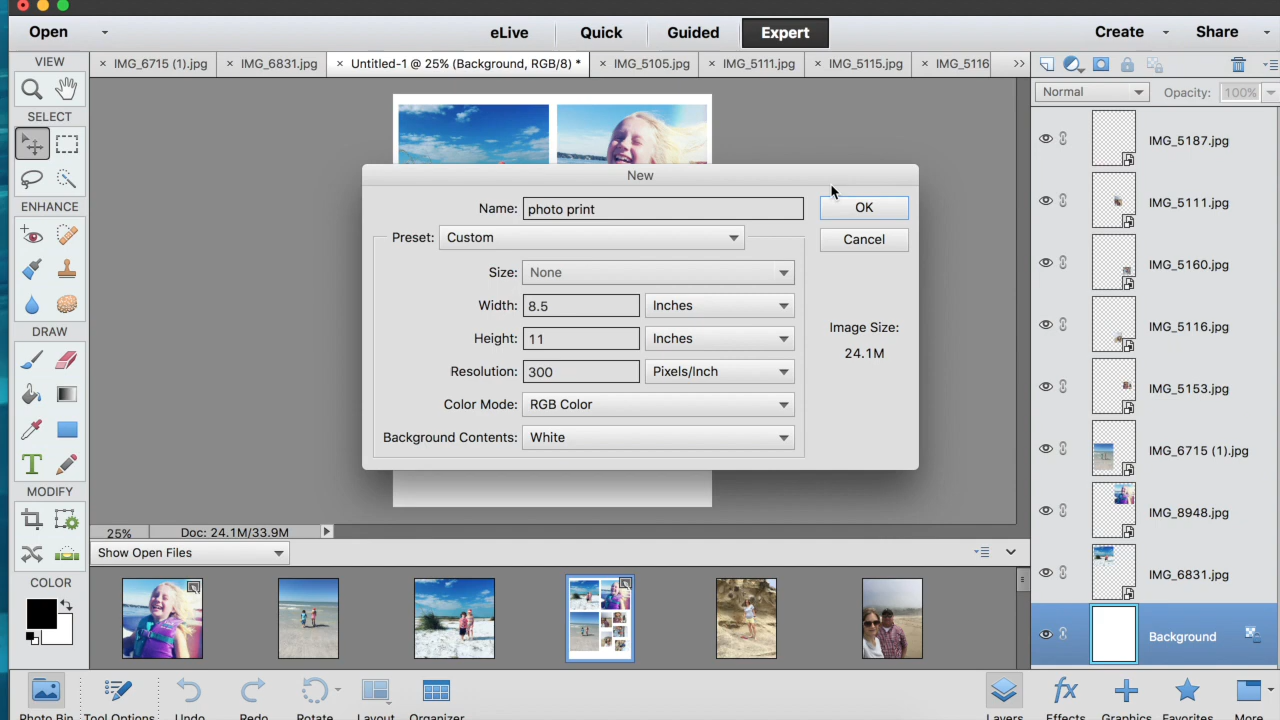 Open
eLive
Quick
Guided
Expert
Create
Share
VIEW
× IMG_6715 (1).jpg
× IMG_6831.jpg
× Untitled-1 @ 25% (Background, RGB/8) *
× IMG_5105.jpg
× IMG_5111.jpg
× IMG_5115.jpg
× IMG_5116
Normal
Opacity: 100%
SELECT
ENHANCE
DRAW
MODIFY
COLOR
New
Name: photo print
OK
Preset: Custom
Cancel
Size: None
Width: 8.5 Inches
Height: 11 Inches
Resolution: 300 Pixels/Inch
Color Mode: RGB Color
Background Contents: White
Image Size:
24.1M
IMG_5187.jpg
IMG_5111.jpg
IMG_5160.jpg
IMG_5116.jpg
IMG_5153.jpg
IMG_6715 (1).jpg
IMG_8948.jpg
IMG_6831.jpg
Background
25%
Doc: 24.1M/33.9M
Show Open Files
fx
Photo Bin
Tool Options
Undo
Redo
Rotate
Layout
Organizer
Layers
Effects
Graphics
Favorites
More